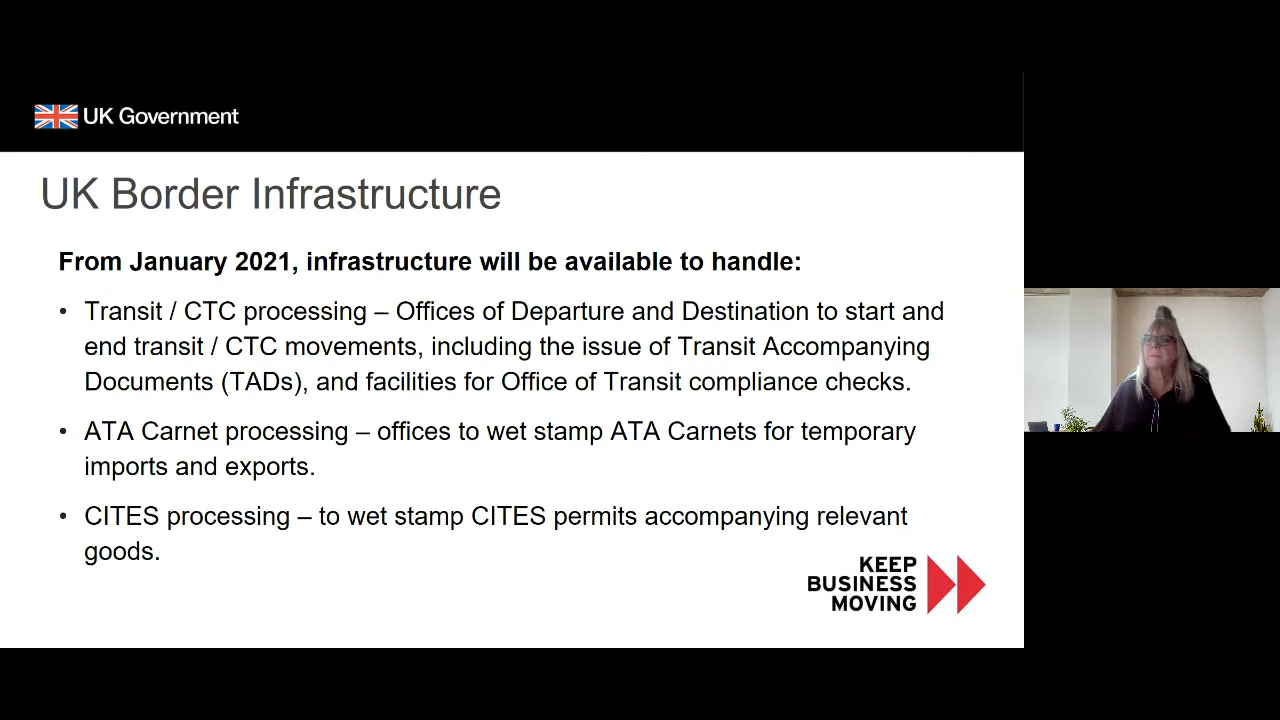 UK Government
UK Border Infrastructure
From January 2021, infrastructure will be available to handle:
• Transit / CTC processing – Offices of Departure and Destination to start and
end transit / CTC movements, including the issue of Transit Accompanying
Documents (TADs), and facilities for Office of Transit compliance checks.
• ATA Carnet processing – offices to wet stamp ATA Carnets for temporary
imports and exports.
• CITES processing – to wet stamp CITES permits accompanying relevant
goods.
KEEP
BUSINESS
MOVING